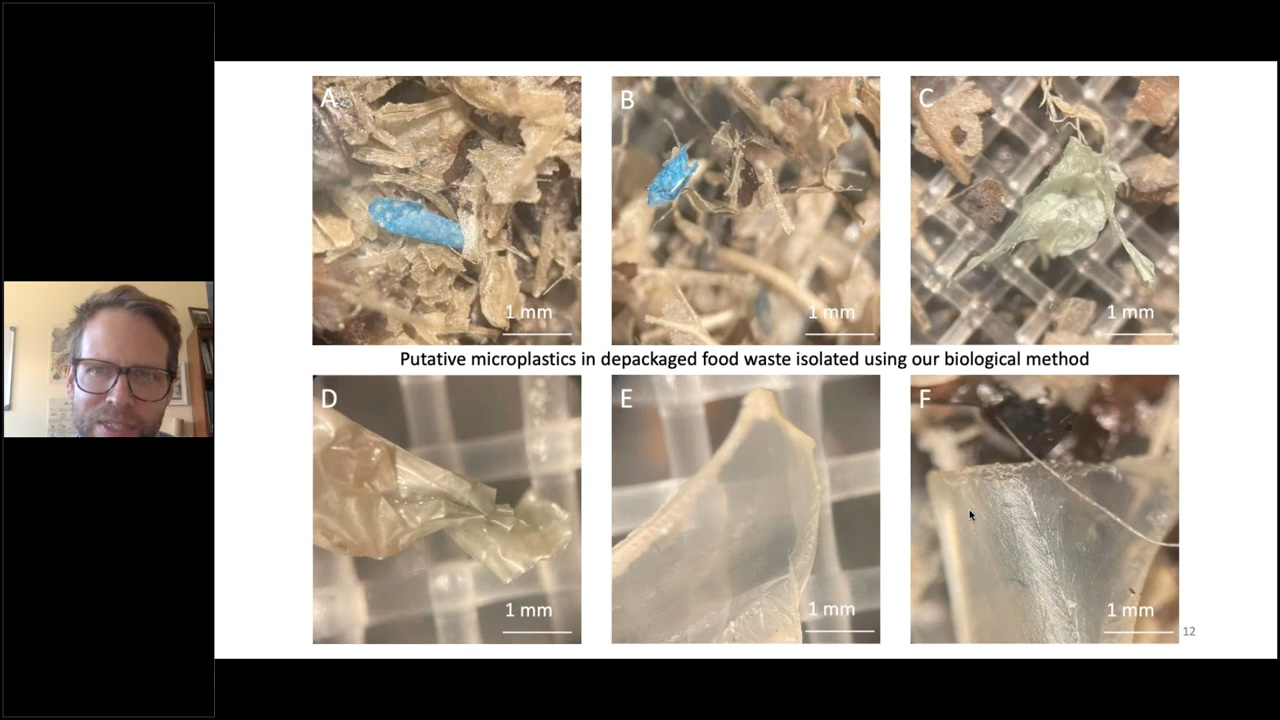 A
1 mm
B
1 mm
C
1 mm
Putative microplastics in depackaged food waste isolated using our biological method
D
1 mm
E
1 mm
F
1 mm
12